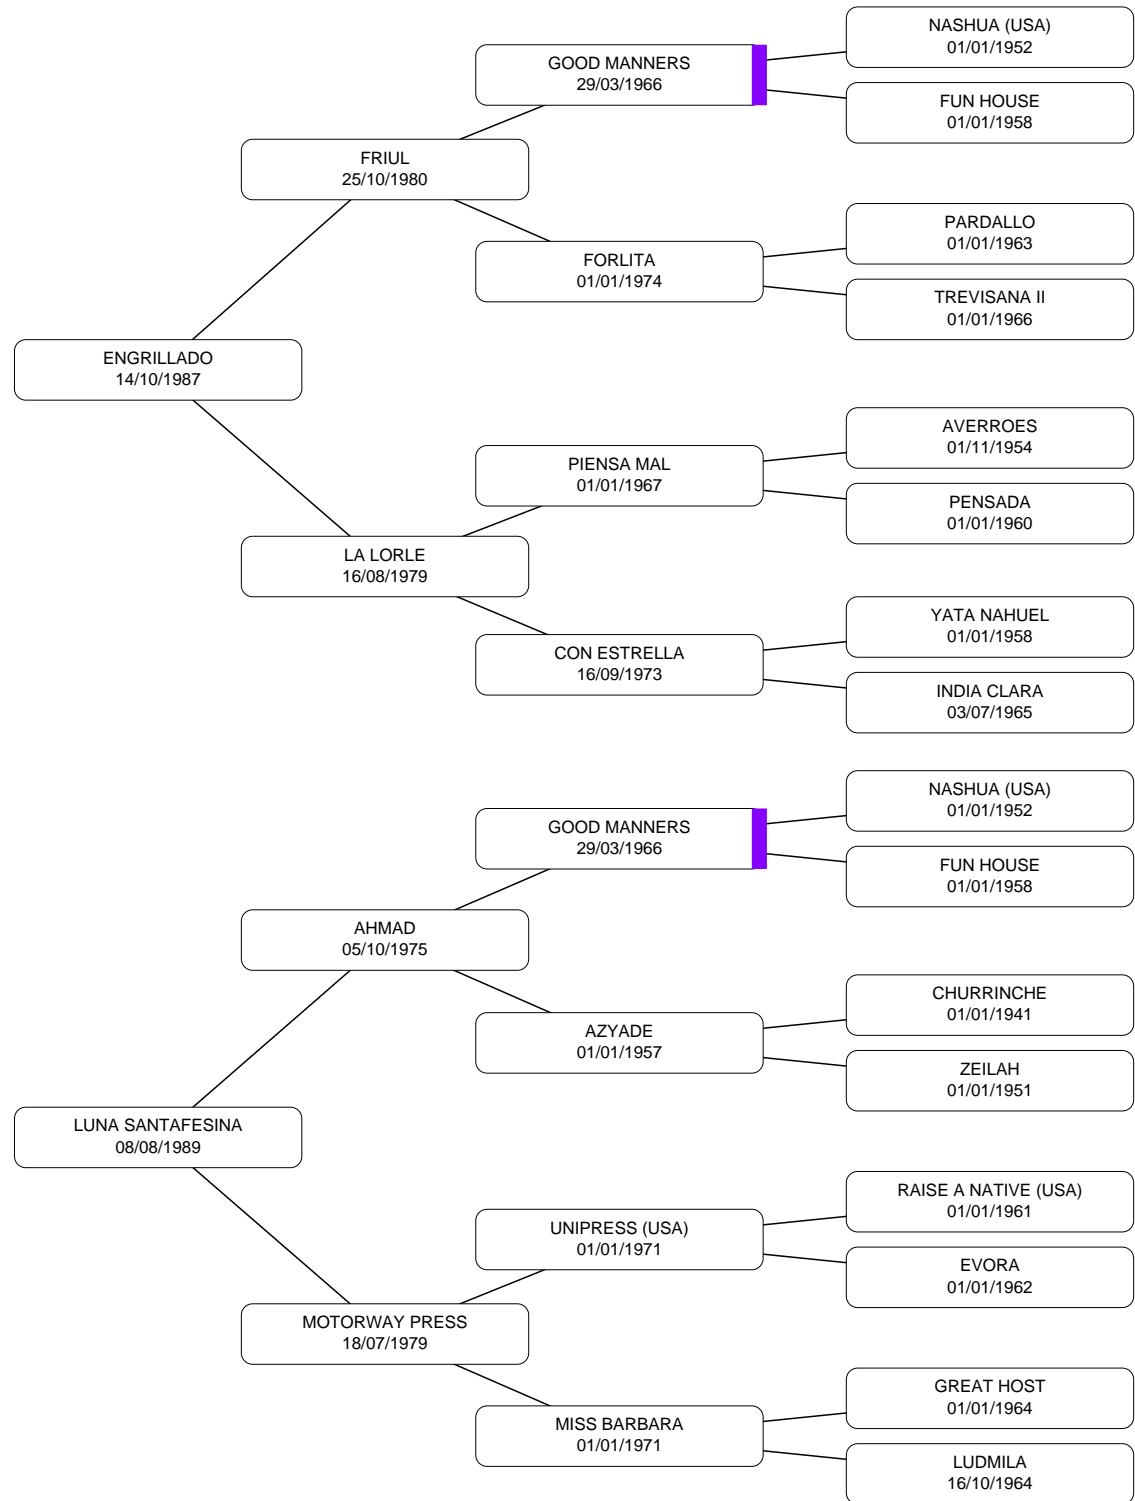 NASHUA (USA)
01/01/1952
GOOD MANNERS
29/03/1966
FUN HOUSE
01/01/1958
FRIUL
25/10/1980
PARDALLO
01/01/1963
FORLITA
01/01/1974
TREVISANA II
01/01/1966
ENGRILLADO
14/10/1987
AVERROES
01/11/1954
PIENSA MAL
01/01/1967
PENSADA
01/01/1960
LA LORLE
16/08/1979
YATA NAHUEL
01/01/1958
CON ESTRELLA
16/09/1973
INDIA CLARA
03/07/1965
NASHUA (USA)
01/01/1952
GOOD MANNERS
29/03/1966
FUN HOUSE
01/01/1958
AHMAD
05/10/1975
CHURRINCHE
01/01/1941
AZYADE
01/01/1957
ZEILAH
01/01/1951
LUNA SANTAFESINA
08/08/1989
RAISE A NATIVE (USA)
01/01/1961
UNIPRESS (USA)
01/01/1971
EVORA
01/01/1962
MOTORWAY PRESS
18/07/1979
GREAT HOST
01/01/1964
MISS BARBARA
01/01/1971
LUDMILA
16/10/1964